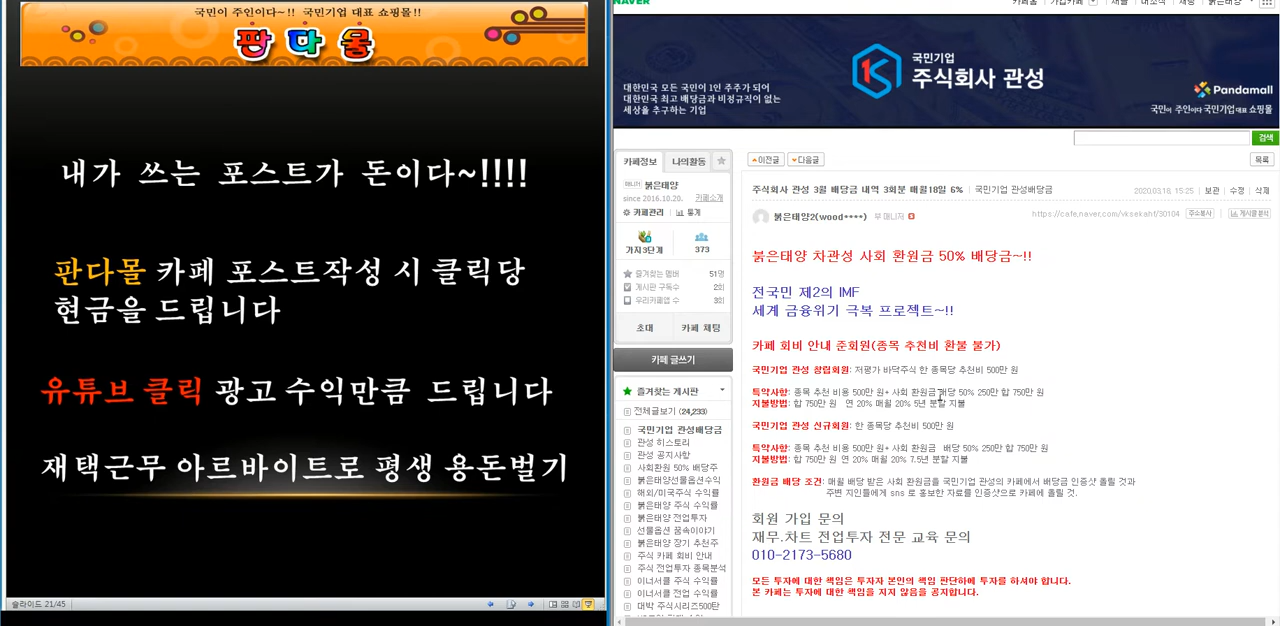 국민이 주인이다~!! 국민기업 대표 쇼핑몰!!
판다몰
내가 쓰는 포스트가 돈이다~!!!!
판다몰 카페 포스트작성 시 클릭당
현금을 드립니다
유튜브 클릭 광고 수익만큼 드립니다
재택근무 아르바이트로 평생 용돈벌기
슬라이드 21/45
NAVER
대한민국 모든 국민이 1인 주주가 되어
대한민국 최고 배당금과 비정규직이 없는
세상을 추구하는 기업
국민기업
주식회사 관성
Pandamall
국민이 주인이다 국민기업대표 쇼핑몰
검색
카페정보 나의활동
매니저 붉은태양
since 2016.10.20. 카페소개
카페관리 통계
가지3단계 373
즐겨찾는 멤버 51명
게시판 구독수 2회
우리카페앱 수 3회
초대 카페 채팅
카페 글쓰기
즐겨찾는 게시판
전체글보기 (24,233)
국민기업 관성배당금
관성 히스토리
관성 공지사항
사회환원 50% 배당주
붉은태양선물옵션수익
해외/미국주식 수익률
붉은태양 주식 수익률
붉은태양 전업투자
선물옵션 꿈속이야기
붉은태양 장기 추천주
주식 카페 회비 안내
주식 전업투자 종목분석
이너서클 주식 수익률
이너서클 전업 수익률
대박 주식시리즈500탄
이전글 다음글 목록
주식회사 관성 3월 배당금 내역 3회분 매월18일 6% | 국민기업 관성배당금
2020.03.18. 15:25 | 보관 | 수정 | 삭제
붉은태양2(wood****) 부매니저
https://cafe.naver.com/vksekahf/30104 주소복사 게시글 분석
붉은태양 차관성 사회 환원금 50% 배당금~!!
전국민 제2의 IMF
세계 금융위기 극복 프로젝트~!!
카페 회비 안내 준회원(종목 추천비 환불 불가)
국민기업 관성 창립회원: 저평가 바닥주식 한 종목당 추천비 500만 원
특약사항: 종목 추천 비용 500만 원+ 사회 환원금 배당 50% 250만 합 750만 원
지불방법: 합 750만 원 연 20% 매월 20% 5년 분할 지불
국민기업 관성 신규회원: 한 종목당 추천비 500만 원
특약사항: 종목 추천 비용 500만 원+ 사회 환원금 배당 50% 250만 합 750만 원
지불방법: 합 750만 원 연 20% 매월 20% 7.5년 분할 지불
환원금 배당 조건: 매월 배당 받은 사회 환원금을 국민기업 관성의 카페에서 배당금 인증샷 올릴 것과
주변 지인들에게 sns 로 홍보한 자료를 인증샷으로 카페에 올릴 것.
회원 가입 문의
재무.차트 전업투자 전문 교육 문의
010-2173-5680
모든 투자에 대한 책임은 투자자 본인의 책임 판단하에 투자를 하셔야 합니다.
본 카페는 투자에 대한 책임을 지지 않음을 공지합니다.